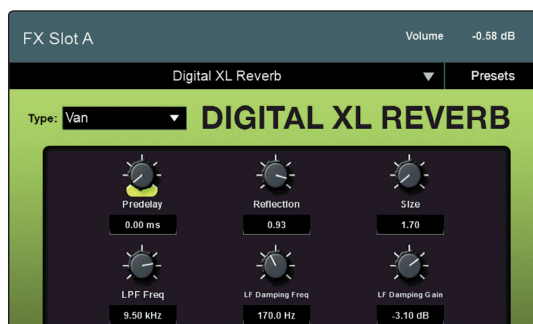 FX Slot A Volume -0.58 dB
Digital XL Reverb Presets
Type: Van DIGITAL XL REVERB
Predelay Reflection Size
0.00 ms 0.93 1.70
LPF Freq LF Damping Freq LF Damping Gain
9.50 kHz 170.0 Hz -3.10 dB